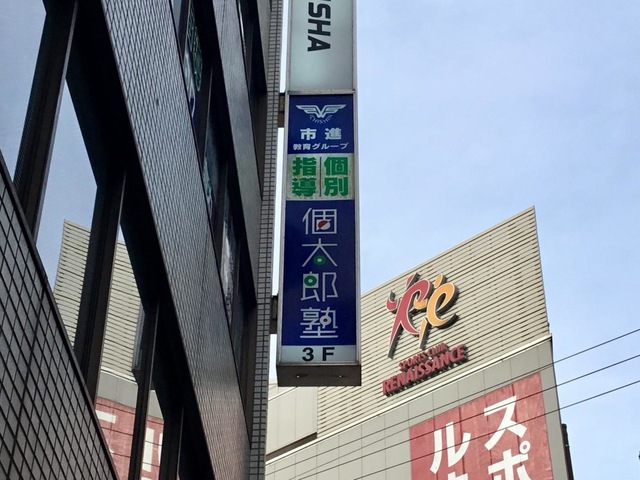 SHA
市進
教育グループ
個別
指導
個太郎塾
3F
SPORTS CLUB
RENAISSANCE
スポ
ル